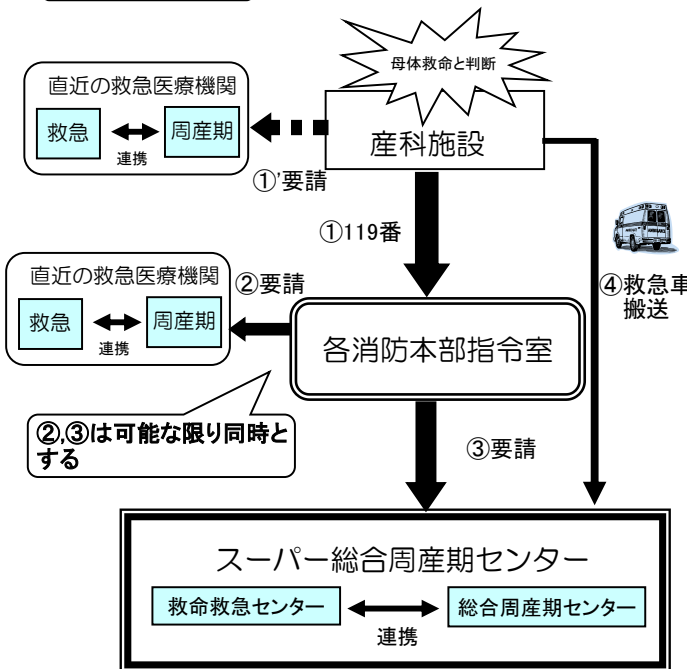 母体救命と判断
直近の救急医療機関
救急
周産期
連携
産科施設
①’要請
①119番
直近の救急医療機関
②要請
救急
周産期
連携
④救急車
搬送
各消防本部指令室
②,③は可能な限り同時と
する
③要請
スーパー総合周産期センター
救命救急センター
総合周産期センター
連携